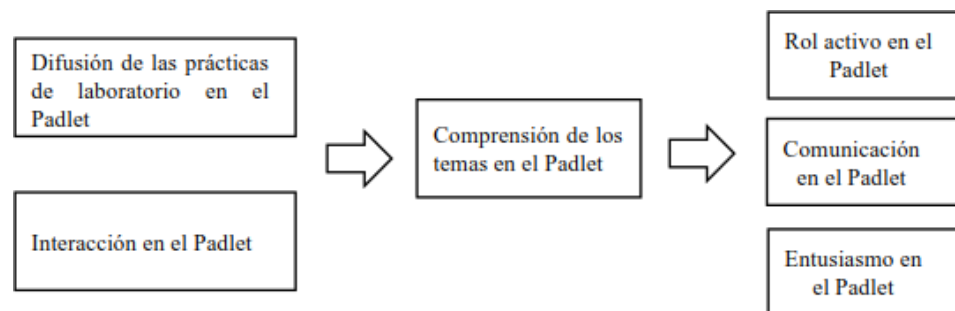 Difusión de las prácticas
de laboratorio en el
Padlet
Interacción en el Padlet
Comprensión de los
temas en el Padlet
Rol activo en el
Padlet
Comunicación
en el Padlet
Entusiasmo en
el Padlet